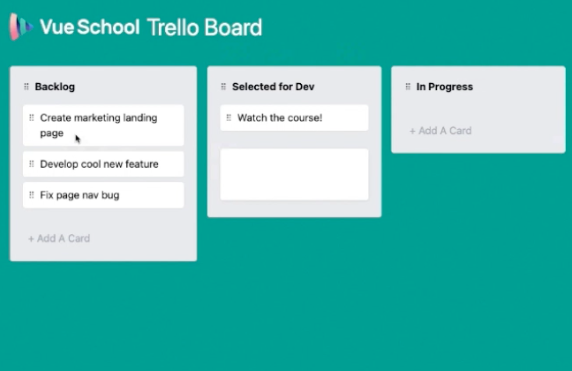 Vue School Trello Board
Backlog
Create marketing landing
page
Develop cool new feature
Fix page nav bug
+ Add A Card
Selected for Dev
Watch the course!
In Progress
+ Add A Card